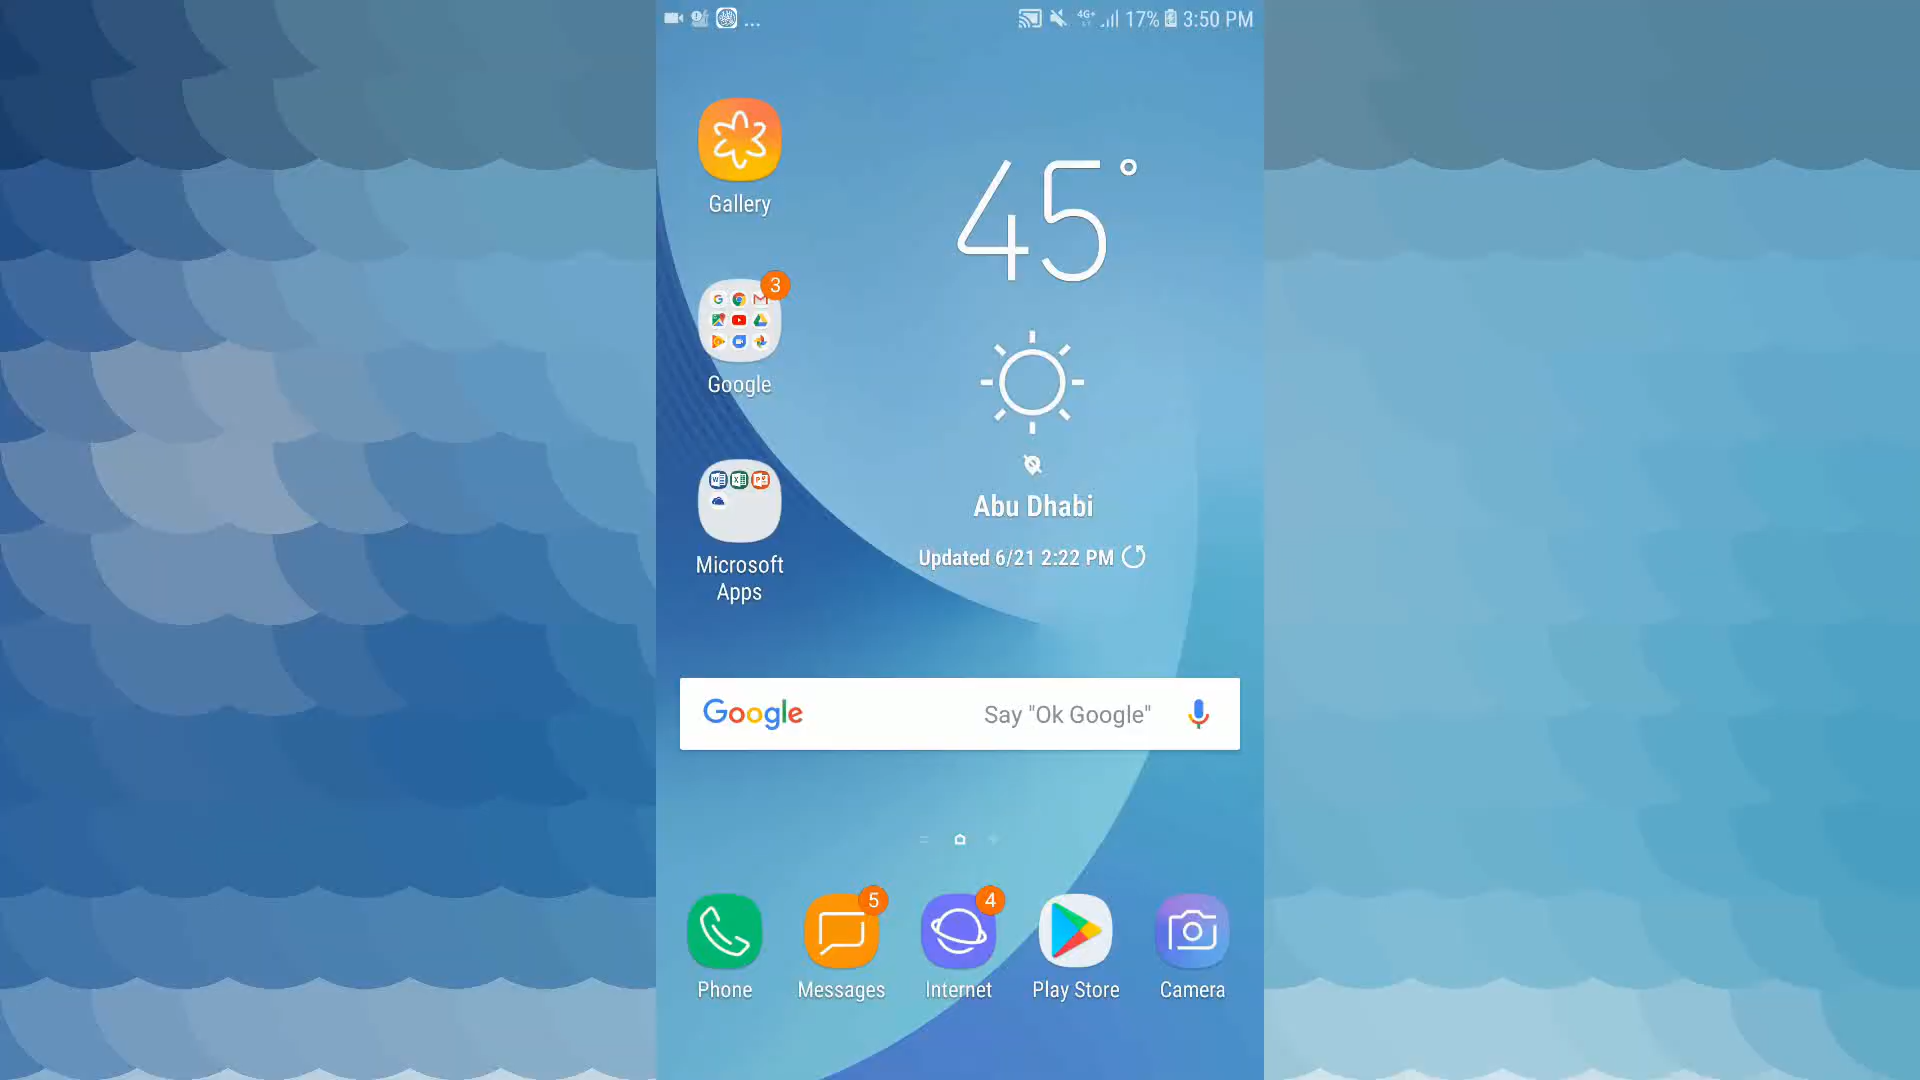 17% 3:50 PM
Gallery
45°
3
Google
Abu Dhabi
Updated 6/21 2:22 PM
Microsoft
Apps
Google Say "Ok Google"
5
4
Phone Messages Internet Play Store Camera